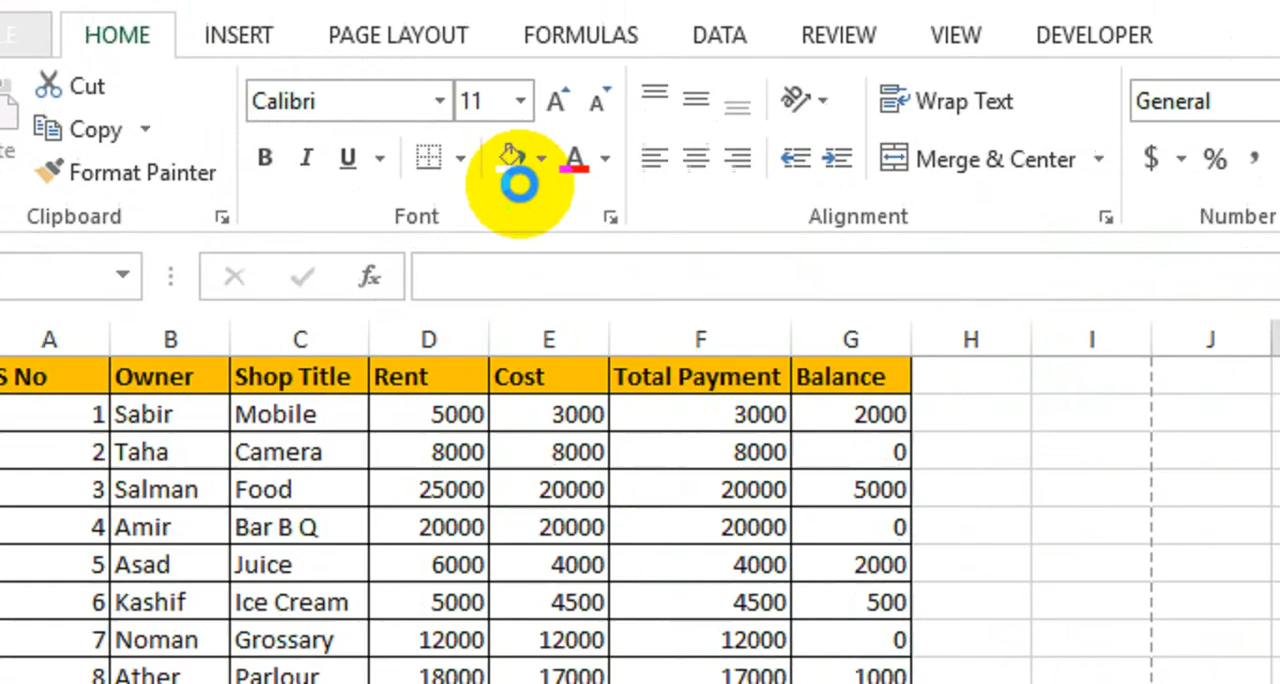 HOME INSERT PAGE LAYOUT FORMULAS DATA REVIEW VIEW DEVELOPER
Cut
Copy
Format Painter
Clipboard
Calibri 11
B I U
Font
Wrap Text
Merge & Center
Alignment
General
$ % ,
Number
fx
A B C D E F G H I J
S No Owner Shop Title Rent Cost Total Payment Balance
1 Sabir Mobile 5000 3000 3000 2000
2 Taha Camera 8000 8000 8000 0
3 Salman Food 25000 20000 20000 5000
4 Amir Bar B Q 20000 20000 20000 0
5 Asad Juice 6000 4000 4000 2000
6 Kashif Ice Cream 5000 4500 4500 500
7 Noman Grossary 12000 12000 12000 0
8 Ather Parlour 18000 17000 17000 1000